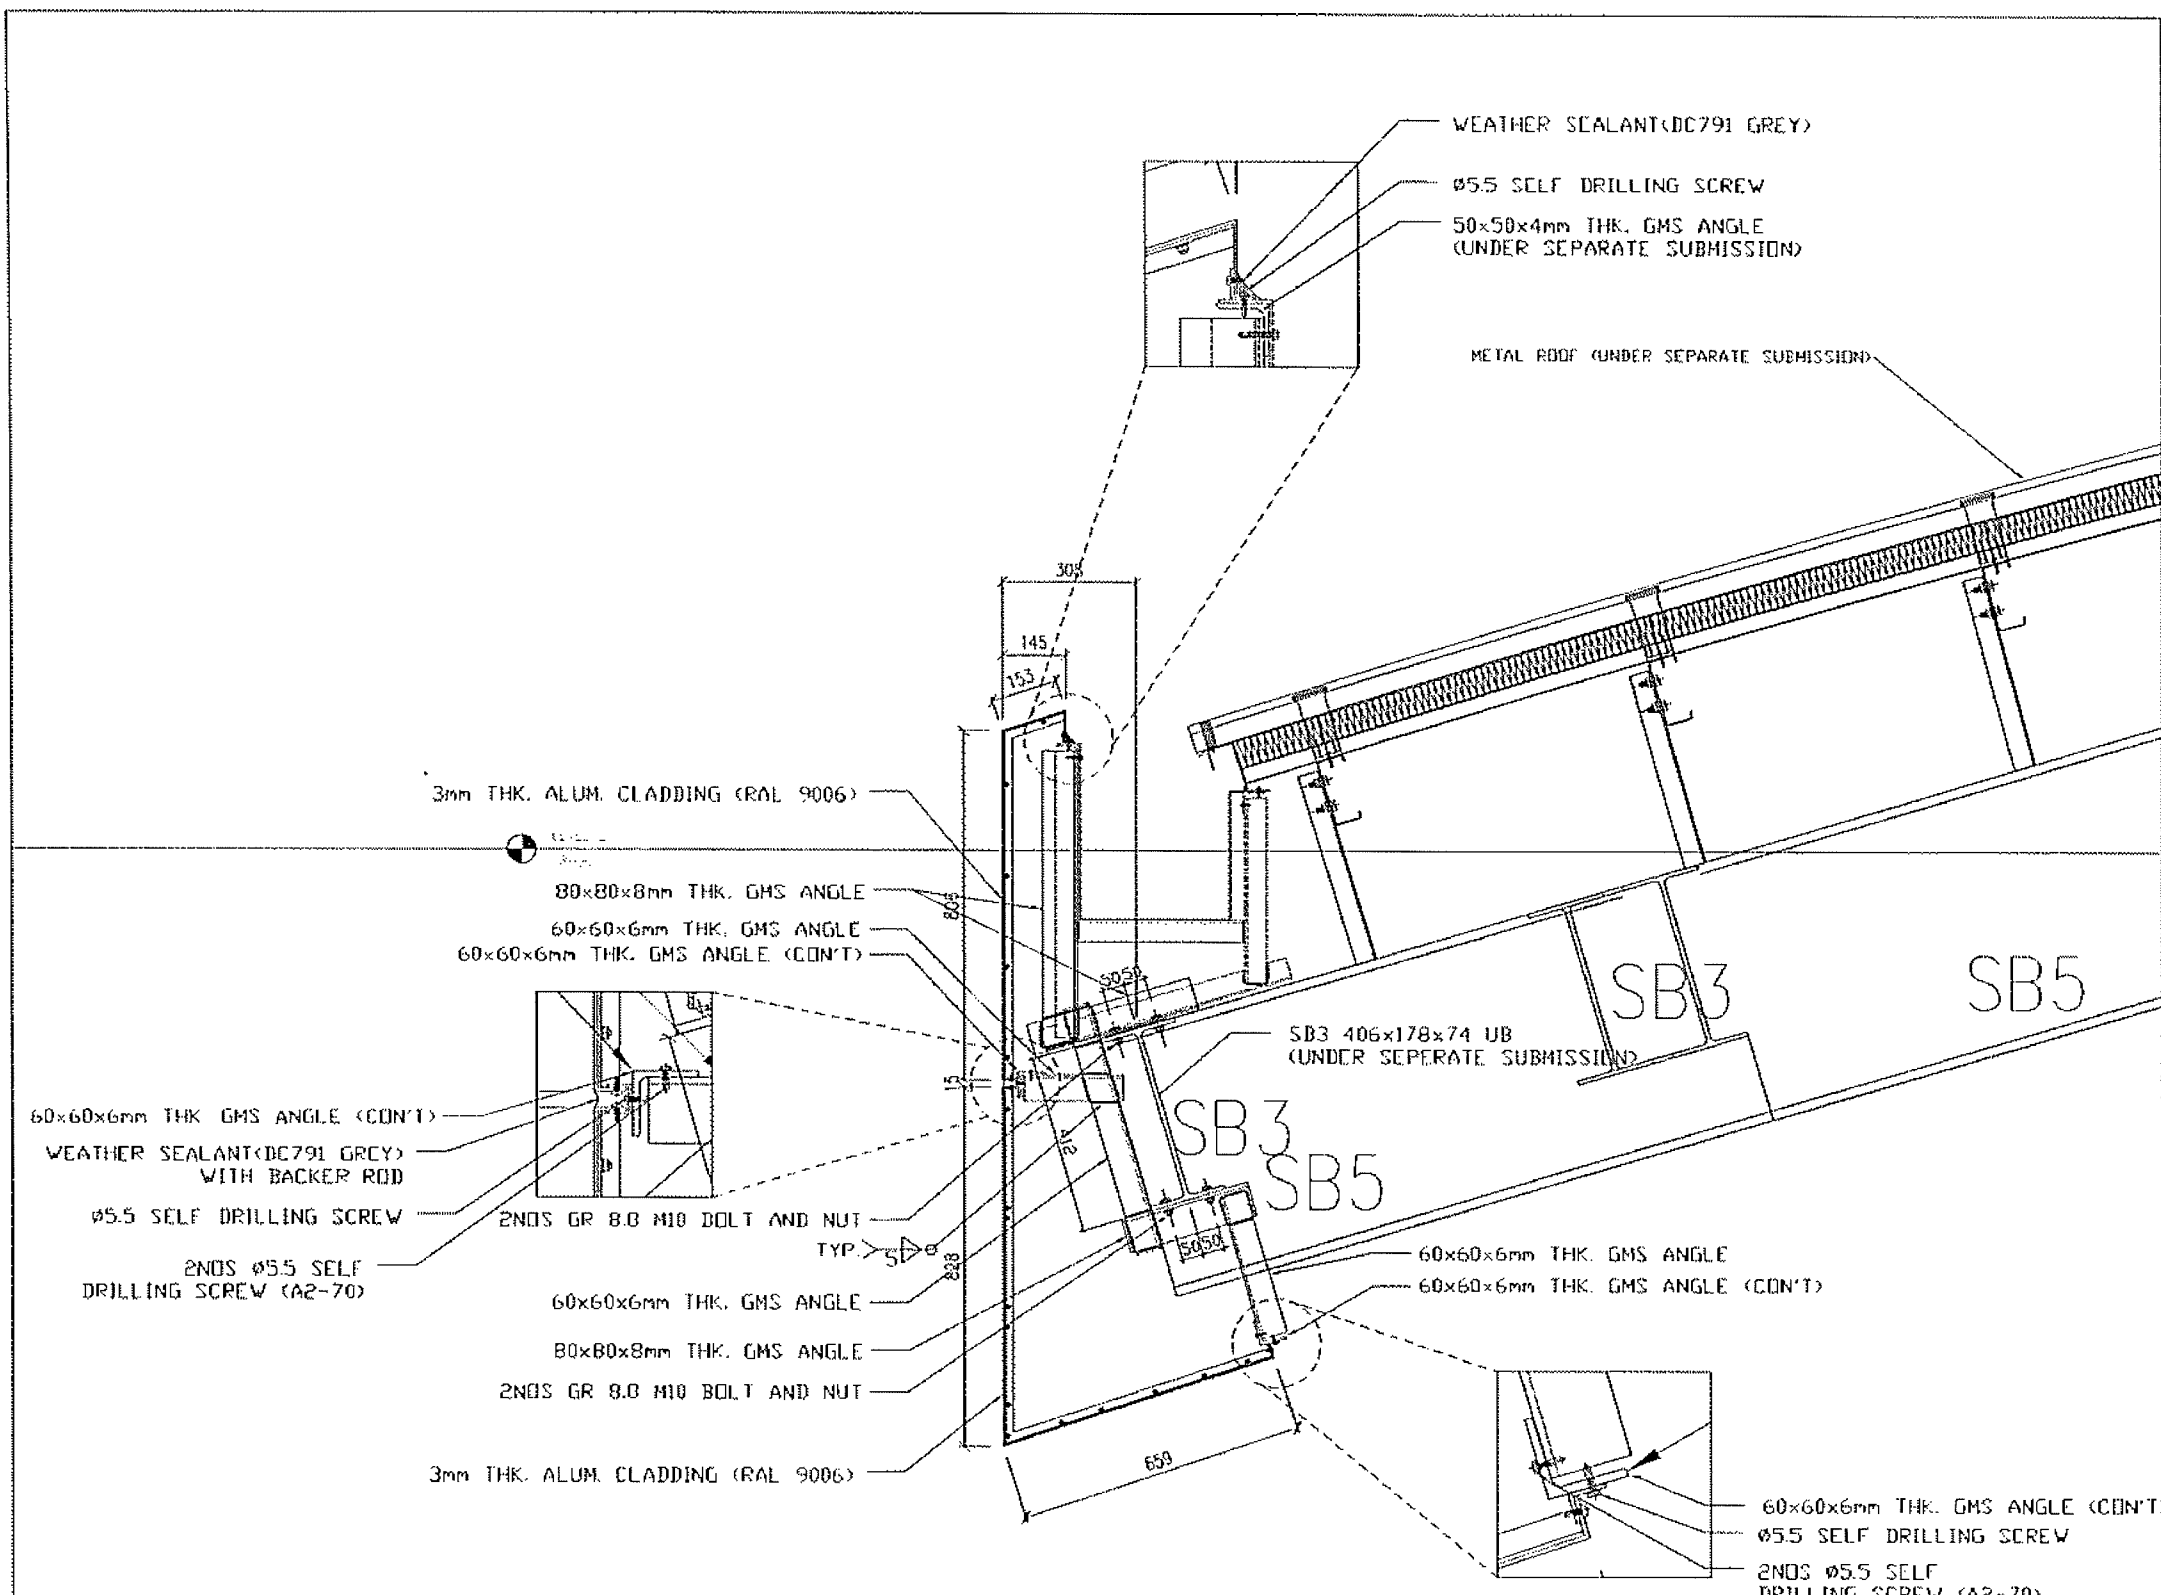 WEATHER SEALANT(DC791 GREY)
Ø5.5 SELF DRILLING SCREW
50x50x4mm THK. GMS ANGLE
(UNDER SEPARATE SUBMISSION)
METAL ROOF (UNDER SEPARATE SUBMISSION)
305
145
153
3mm THK. ALUM. CLADDING (RAL 9006)
80x80x8mm THK. GMS ANGLE
805
60x60x6mm THK. GMS ANGLE
60x60x6mm THK. GMS ANGLE (CON'T)
5050
SB3
SB5
SB3 406x178x74 UB
(UNDER SEPERATE SUBMISSION)
15
412
SB3
SB5
60x60x6mm THK. GMS ANGLE (CON'T)
WEATHER SEALANT(DC791 GREY)
WITH BACKER ROD
Ø5.5 SELF DRILLING SCREW
2NOS Ø5.5 SELF
DRILLING SCREW (A2-70)
2NOS GR 8.8 M10 BOLT AND NUT
TYP.
5
828
5050
60x60x6mm THK. GMS ANGLE
60x60x6mm THK. GMS ANGLE (CON'T)
60x60x6mm THK. GMS ANGLE
80x80x8mm THK. GMS ANGLE
2NOS GR 8.8 M10 BOLT AND NUT
3mm THK. ALUM. CLADDING (RAL 9006)
659
60x60x6mm THK. GMS ANGLE (CON'T
Ø5.5 SELF DRILLING SCREW
2NOS Ø5.5 SELF
DRILLING SCREW (A2-70)